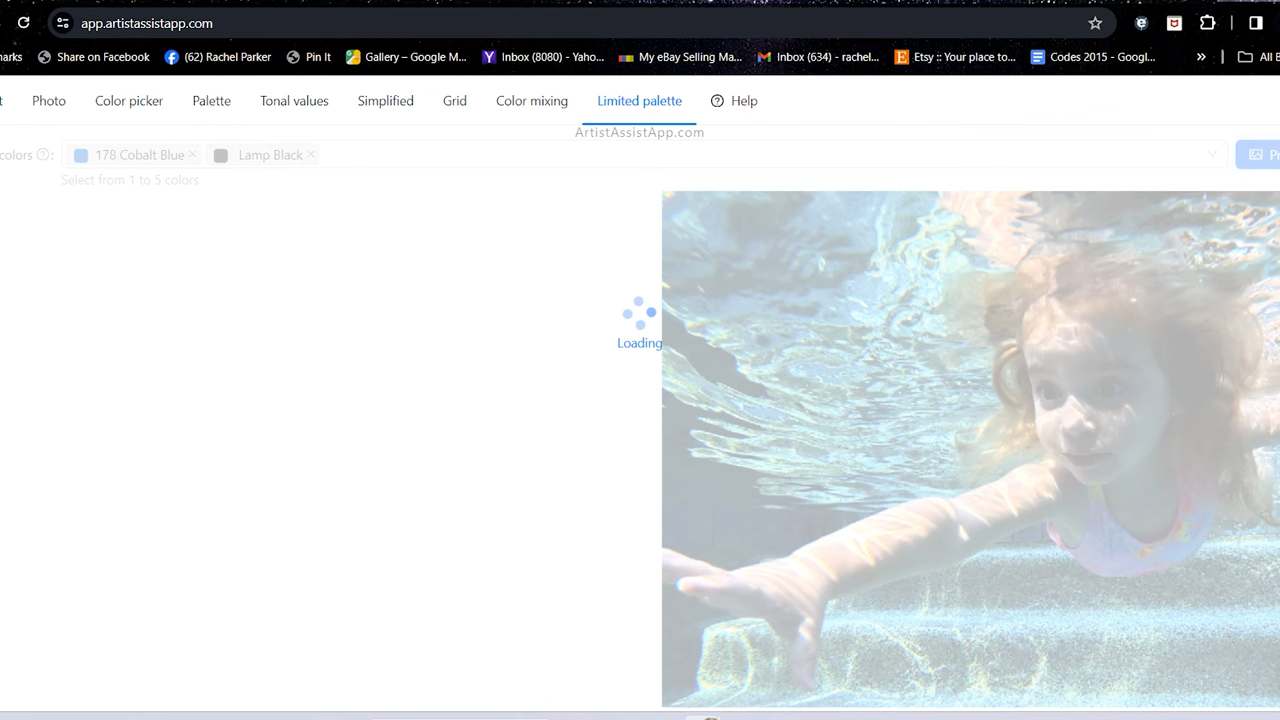 app.artistassistapp.com
arks Share on Facebook (62) Rachel Parker Pin It Gallery – Google M... Inbox (8080) - Yaho... My eBay Selling Ma... Inbox (634) - rachel... Etsy :: Your place to... Codes 2015 - Googl... » All B
t Photo Color picker Palette Tonal values Simplified Grid Color mixing Limited palette ? Help
ArtistAssistApp.com
colors ?: 178 Cobalt Blue × Lamp Black × Pr
Select from 1 to 5 colors
Loading